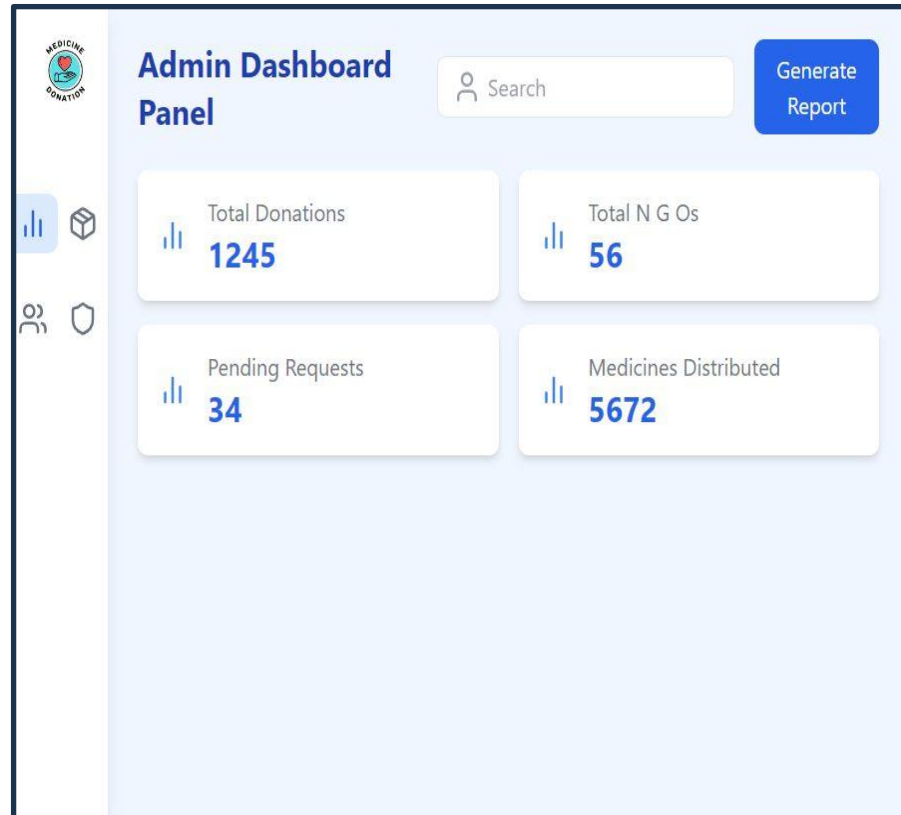 MEDICINE
DONATION
Admin Dashboard
Panel
Search
Generate
Report
Total Donations
1245
Total N G Os
56
Pending Requests
34
Medicines Distributed
5672